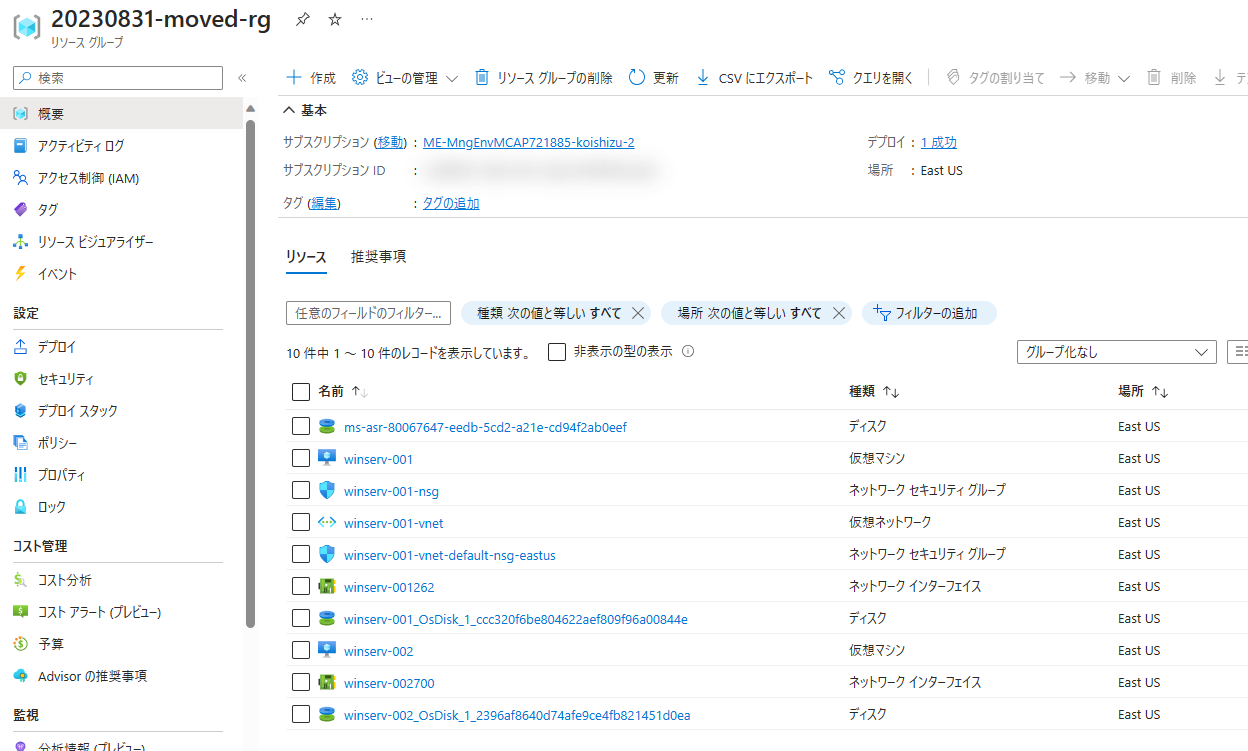 20230831-moved-rg ...
リソース グループ
検索 «
概要
アクティビティ ログ
アクセス制御 (IAM)
タグ
リソース ビジュアライザー
イベント
設定
デプロイ
セキュリティ
デプロイ スタック
ポリシー
プロパティ
ロック
コスト管理
コスト分析
コスト アラート (プレビュー)
予算
Advisor の推奨事項
監視
分析情報 (プレビュー)
作成 ビューの管理 リソース グループの削除 更新 CSV にエクスポート クエリを開く タグの割り当て 移動 削除
基本
サブスクリプション (移動) : ME-MngEnvMCAP721885-koishizu-2 デプロイ : 1 成功
サブスクリプション ID : 場所 : East US
タグ (編集) : タグの追加
リソース 推奨事項
任意のフィールドのフィルター... 種類 次の値と等しい すべて 場所 次の値と等しい すべて フィルターの追加
10 件中 1 ～ 10 件のレコードを表示しています。 非表示の型の表示
グループ化なし
名前 ↑↓ 種類 ↑↓ 場所 ↑↓
ms-asr-80067647-eedb-5cd2-a21e-cd94f2ab0eef ディスク East US
winserv-001 仮想マシン East US
winserv-001-nsg ネットワーク セキュリティ グループ East US
winserv-001-vnet 仮想ネットワーク East US
winserv-001-vnet-default-nsg-eastus ネットワーク セキュリティ グループ East US
winserv-001262 ネットワーク インターフェイス East US
winserv-001_OsDisk_1_ccc320f6be804622aef809f96a00844e ディスク East US
winserv-002 仮想マシン East US
winserv-002700 ネットワーク インターフェイス East US
winserv-002_OsDisk_1_2396af8640d74afe9ce4fb821451d0ea ディスク East US